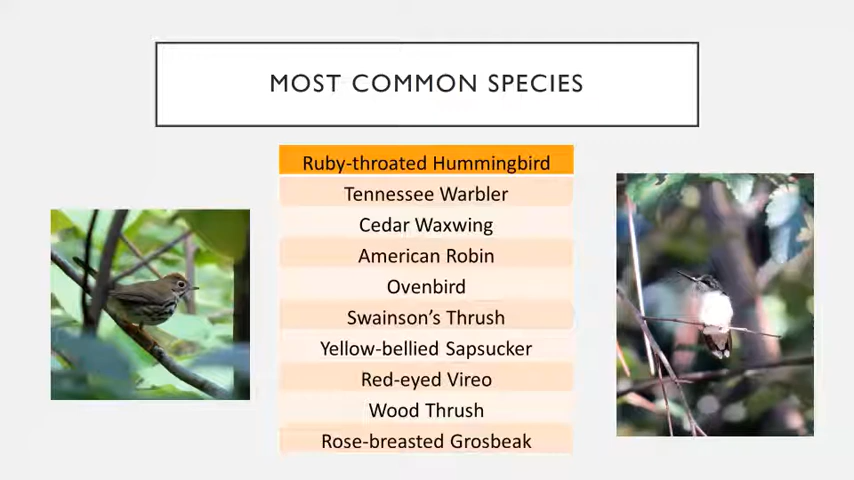 MOST COMMON SPECIES
Ruby-throated Hummingbird
Tennessee Warbler
Cedar Waxwing
American Robin
Ovenbird
Swainson’s Thrush
Yellow-bellied Sapsucker
Red-eyed Vireo
Wood Thrush
Rose-breasted Grosbeak